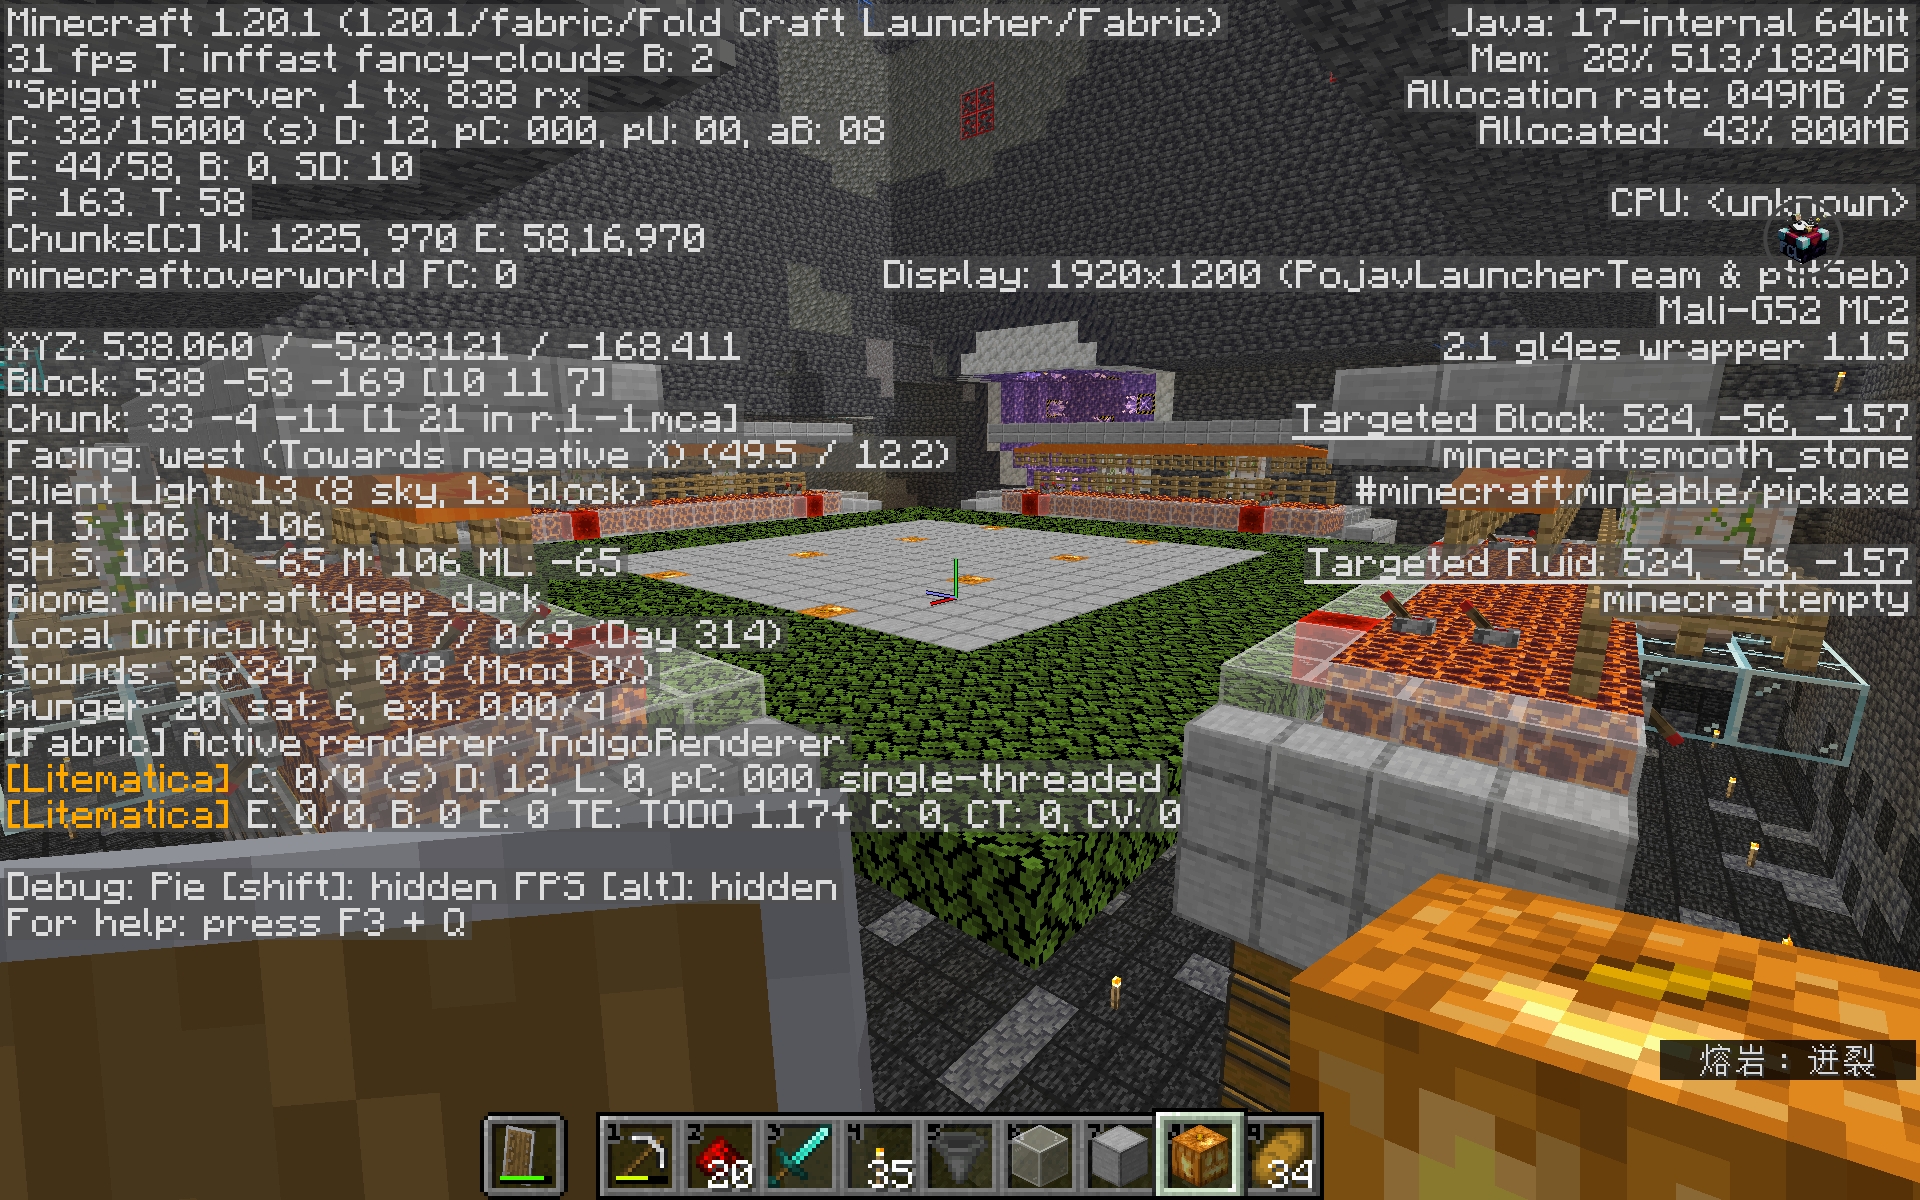 Minecraft 1.20.1 (1.20.1/fabric/Fold Craft Launcher/Fabric)
31 fps T: inffast fancy-clouds B: 2
"Spigot" server, 1 tx, 838 rx
C: 32/15000 (s) D: 12, pC: 000, pU: 00, aB: 08
E: 44/58, B: 0, SD: 10
P: 163. T: 58
Chunks[C] W: 1225, 970 E: 58,16,970
minecraft:overworld FC: 0
XYZ: 538.060 / -52.83121 / -168.411
Block: 538 -53 -169 [10 11 7]
Chunk: 33 -4 -11 [1 21 in r.1.-1.mca]
Facing: west (Towards negative X) (49.5 / 12.2)
Client Light: 13 (8 sky, 13 block)
CH S: 106 M: 106
SH S: 106 O: -65 M: 106 ML: -65
Biome: minecraft:deep_dark
Local Difficulty: 3.38 // 0.69 (Day 314)
Sounds: 36/247 + 0/8 (Mood 0%)
hunger: 20, sat: 6, exh: 0.00/4
[Fabric] Active renderer: IndigoRenderer
[Litematica] C: 0/0 (s) D: 12, L: 0, pC: 000, single-threaded
[Litematica] E: 0/0, B: 0 E: 0 TE: TODO 1.17+ C: 0, CT: 0, CV: 0
Debug: Pie [shift]: hidden FPS [alt]: hidden
For help: press F3 + Q
Java: 17-internal 64bit
Mem: 28% 513/1824MB
Allocation rate: 049MB /s
Allocated: 43% 800MB
CPU: <unknown>
Display: 1920x1200 (PojavLauncherTeam & ptitSeb)
Mali-G52 MC2
2.1 gl4es wrapper 1.1.5
Targeted Block: 524, -56, -157
minecraft:smooth_stone
#minecraft:mineable/pickaxe
Targeted Fluid: 524, -56, -157
minecraft:empty
熔岩：迸裂
1 2 3 4 5 6 7 8 9
20 35 34